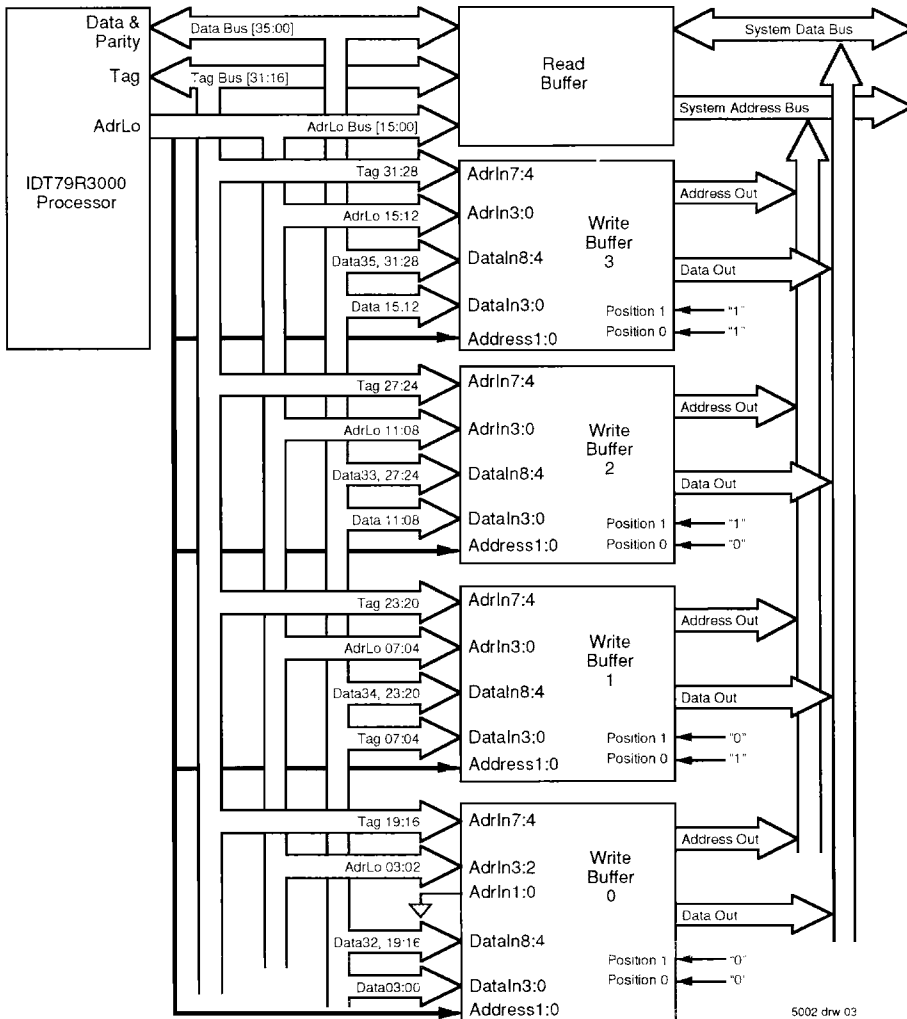 Data &
Parity
Data Bus [35:00]
System Data Bus
Tag
Tag Bus [31:16]
Read
Buffer
AdrLo
AdrLo Bus [15:00]
System Address Bus
IDT79R3000
Processor
Tag 31:28
AdrIn7:4
Address Out
AdrLo 15:12
AdrIn3:0
Write
Buffer
3
Data35, 31:28
DataIn8:4
Data Out
Data 15.12
DataIn3:0
Position 1
"1"
Position 0
"1"
Address1:0
Tag 27:24
AdrIn7:4
Address Out
AdrLo 11:08
AdrIn3:0
Write
Buffer
2
Data33, 27:24
DataIn8:4
Data Out
Data 11:08
DataIn3:0
Position 1
"1"
Position 0
"0"
Address1:0
Tag 23:20
AdrIn7:4
Address Out
AdrLo 07:04
AdrIn3:0
Write
Buffer
1
Data34, 23:20
DataIn8:4
Data Out
Tag 07:04
DataIn3:0
Position 1
"0"
Position 0
"1"
Address1:0
Tag 19:16
AdrIn7:4
Address Out
AdrLo 03:02
AdrIn3:2
AdrIn1:0
Write
Buffer
0
Data32, 19:16
DataIn8:4
Data Out
Data03:00
DataIn3:0
Position 1
"0"
Position 0
"0"
Address1:0
5002 drw 03